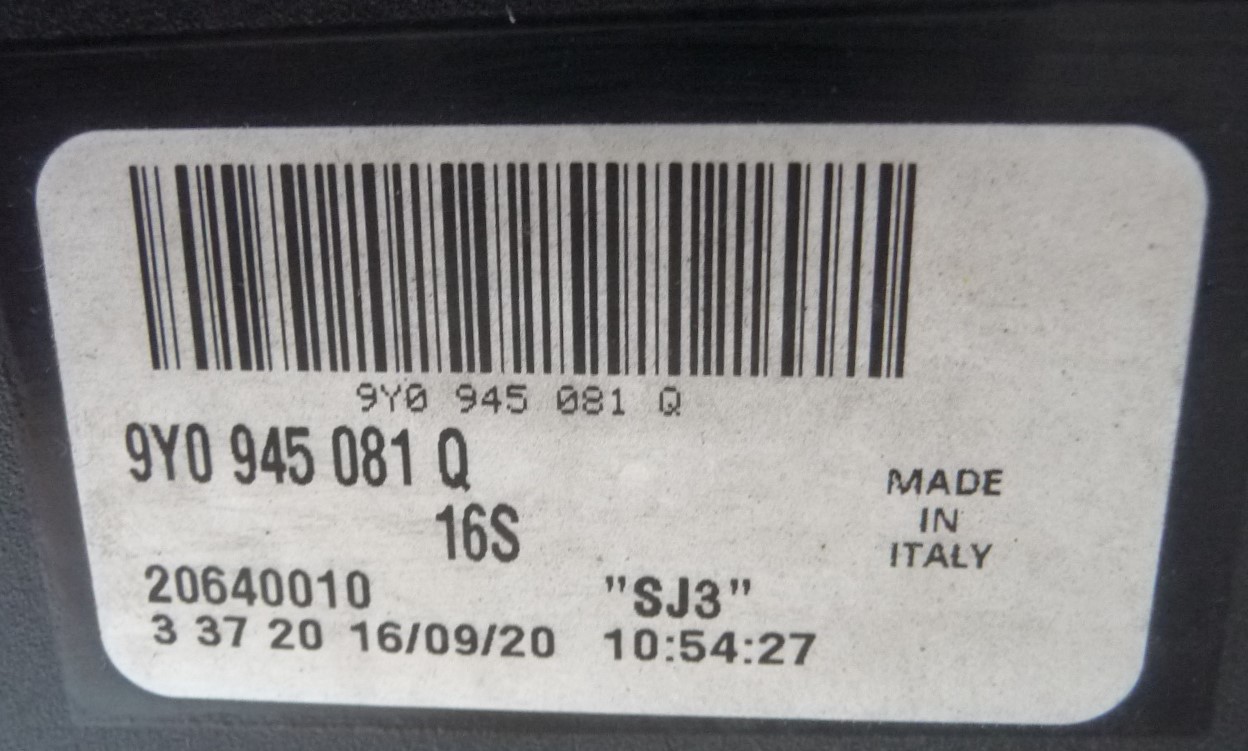 9Y0 945 081 Q
9Y0 945 081 Q
16S
MADE
IN
ITALY
20640010 "SJ3"
3 37 20 16/09/20 10:54:27